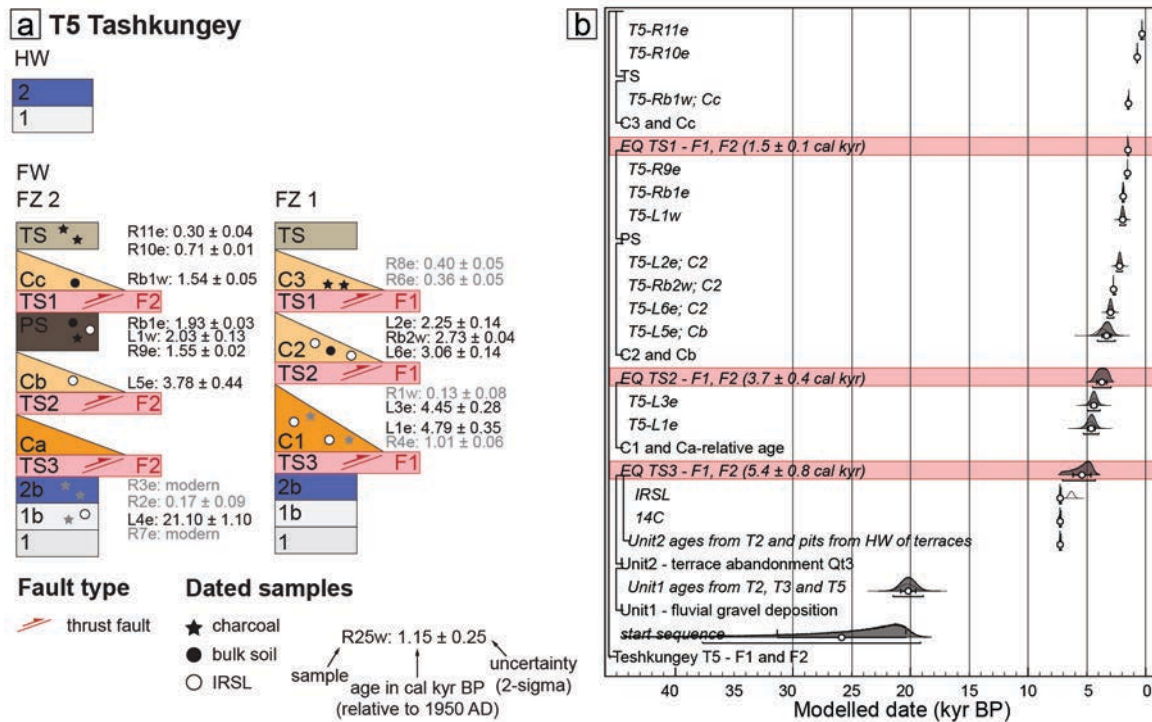 a T5 Tashkungey
HW
2
1
FW
FZ 2
TS
R11e: 0.30 ± 0.04
R10e: 0.71 ± 0.01
Cc
Rb1w: 1.54 ± 0.05
TS1 F2
PS
Rb1e: 1.93 ± 0.03
L1w: 2.03 ± 0.13
R9e: 1.55 ± 0.02
Cb
L5e: 3.78 ± 0.44
TS2 F2
Ca
TS3 F2
2b
R3e: modern
R2e: 0.17 ± 0.09
1b
L4e: 21.10 ± 1.10
R7e: modern
1
FZ 1
TS
C3
R8e: 0.40 ± 0.05
R6e: 0.36 ± 0.05
TS1 F1
C2
L2e: 2.25 ± 0.14
Rb2w: 2.73 ± 0.04
L6e: 3.06 ± 0.14
TS2 F1
R1w: 0.13 ± 0.08
L3e: 4.45 ± 0.28
C1
L1e: 4.79 ± 0.35
R4e: 1.01 ± 0.06
TS3 F1
2b
1b
1
Fault type
thrust fault
Dated samples
charcoal
bulk soil
IRSL
R25w: 1.15 ± 0.25
sample
age in cal kyr BP
(relative to 1950 AD)
uncertainty
(2-sigma)
b
T5-R11e
T5-R10e
TS
T5-Rb1w; Cc
C3 and Cc
EQ TS1 - F1, F2 (1.5 ± 0.1 cal kyr)
T5-R9e
T5-Rb1e
T5-L1w
PS
T5-L2e; C2
T5-Rb2w; C2
T5-L6e; C2
T5-L5e; Cb
C2 and Cb
EQ TS2 - F1, F2 (3.7 ± 0.4 cal kyr)
T5-L3e
T5-L1e
C1 and Ca-relative age
EQ TS3 - F1, F2 (5.4 ± 0.8 cal kyr)
IRSL
14C
Unit2 ages from T2 and pits from HW of terraces
Unit2 - terrace abandonment Qt3
Unit1 ages from T2, T3 and T5
Unit1 - fluvial gravel deposition
start sequence
Teshkungey T5 - F1 and F2
40 35 30 25 20 15 10 5 0
Modelled date (kyr BP)